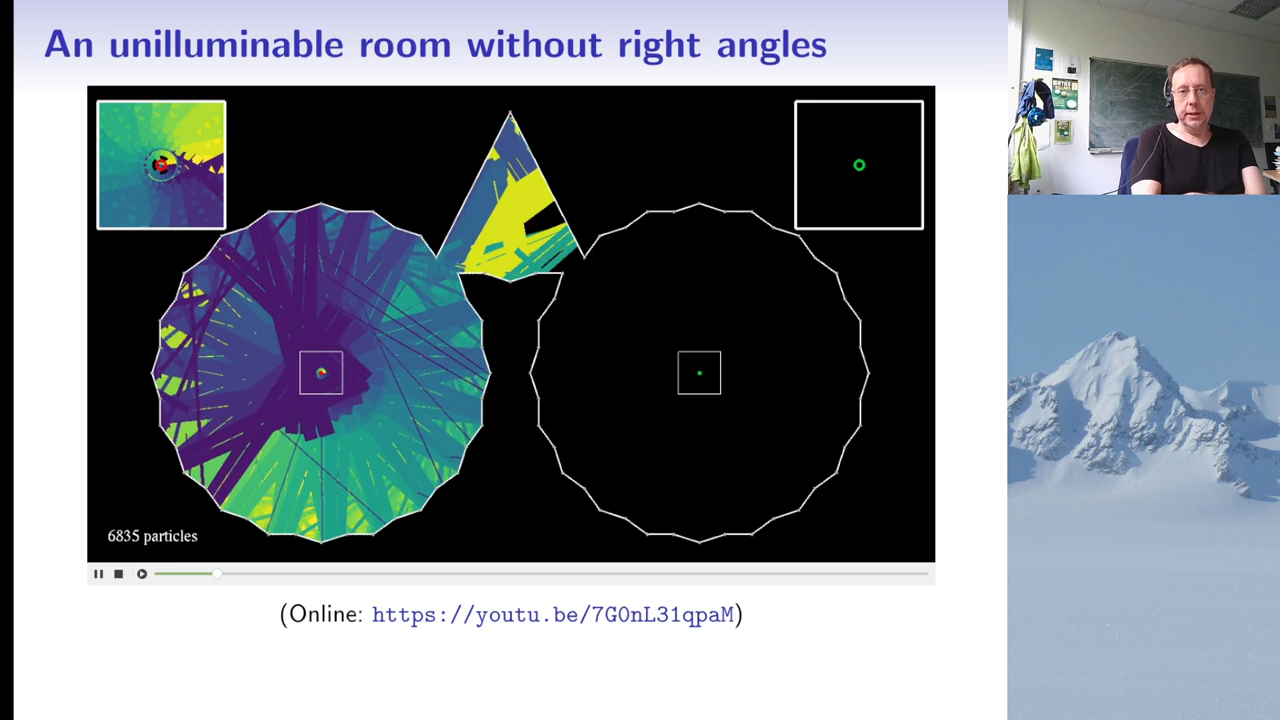 An unilluminable room without right angles
6835 particles
(Online: https://youtu.be/7G0nL31qpaM)